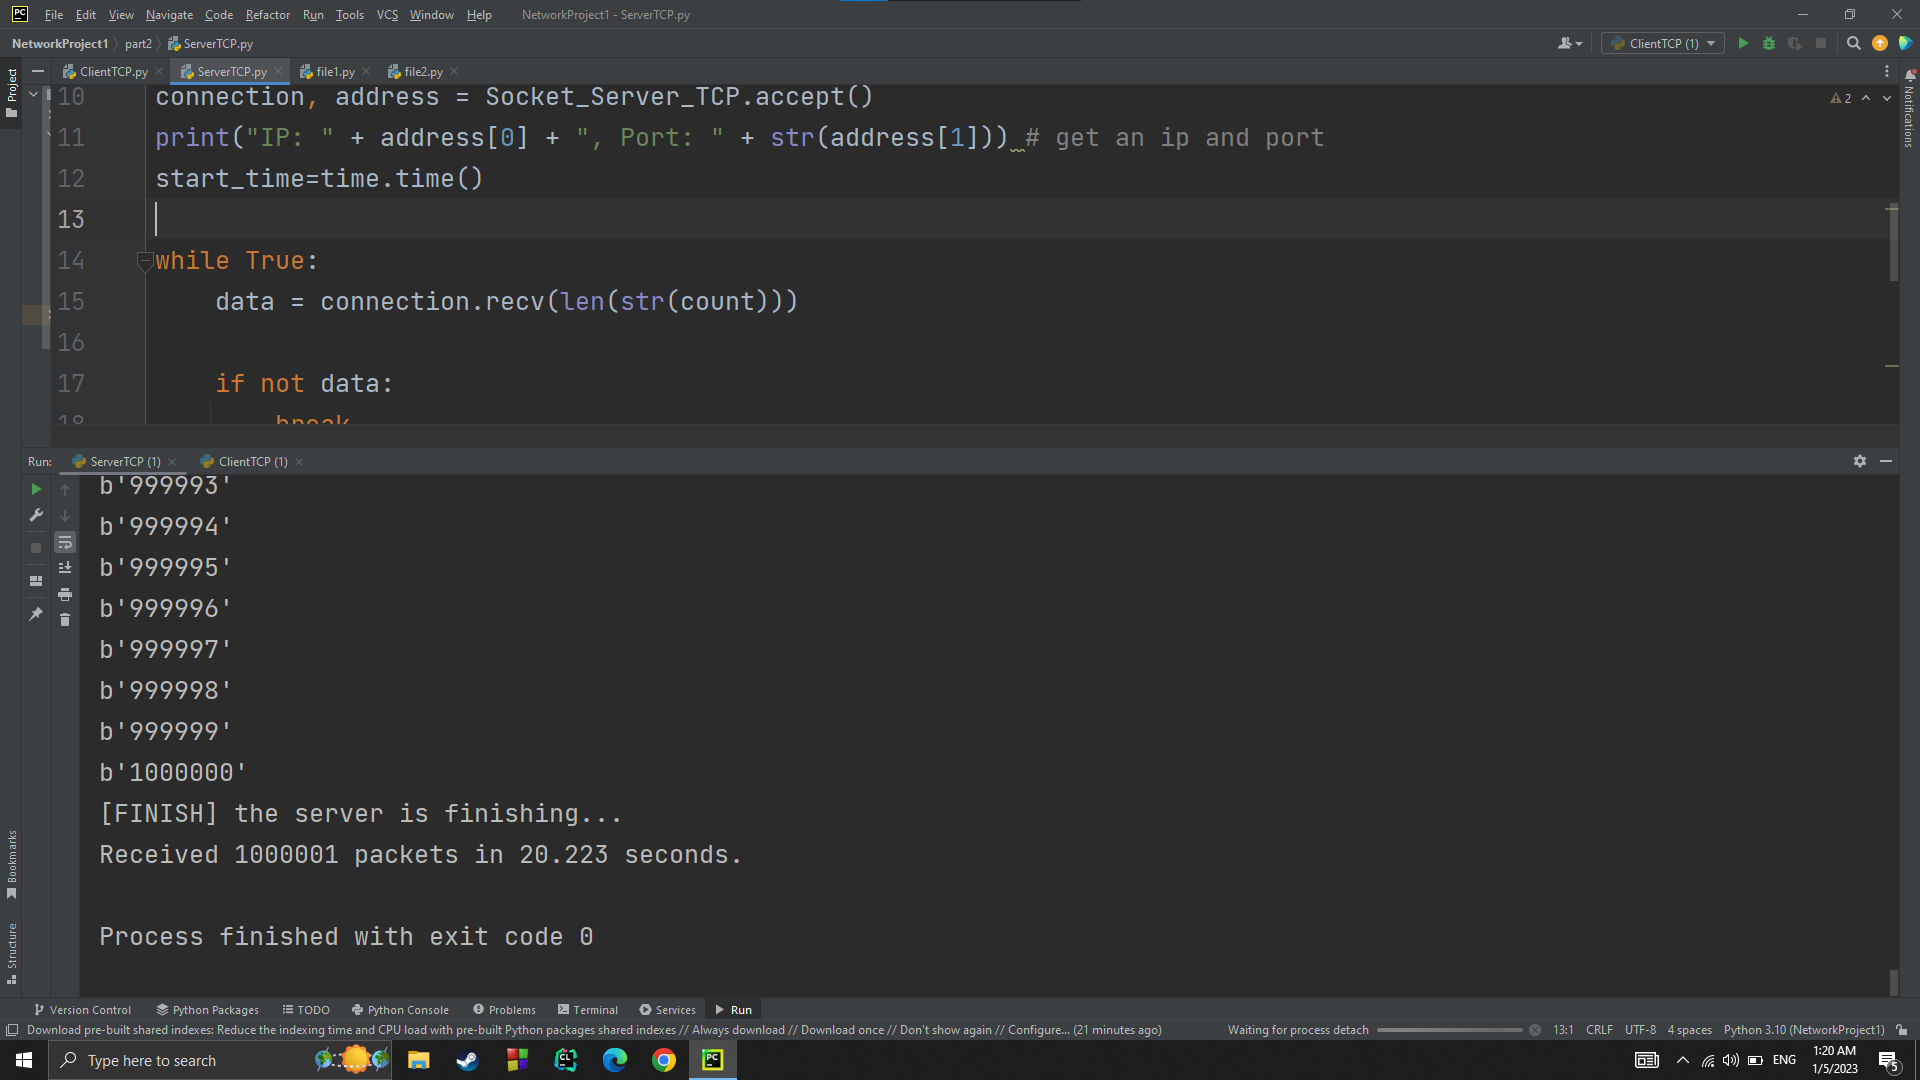 PC File Edit View Navigate Code Refactor Run Tools VCS Window Help NetworkProject1 - ServerTCP.py
NetworkProject1 part2 ServerTCP.py ClientTCP (1)
Project
ClientTCP.py ServerTCP.py file1.py file2.py
Notifications
2
10 connection, address = Socket_Server_TCP.accept()
11 print("IP: " + address[0] + ", Port: " + str(address[1])) # get an ip and port
12 start_time=time.time()
13
14 while True:
15 data = connection.recv(len(str(count)))
16
17 if not data:
18 break
Run: ServerTCP (1) ClientTCP (1)
b'999993'
b'999994'
b'999995'
b'999996'
b'999997'
b'999998'
b'999999'
b'1000000'
[FINISH] the server is finishing...
Received 1000001 packets in 20.223 seconds.
Process finished with exit code 0
Bookmarks
Structure
Version Control Python Packages TODO Python Console Problems Terminal Services Run
Download pre-built shared indexes: Reduce the indexing time and CPU load with pre-built Python packages shared indexes // Always download // Download once // Don't show again // Configure... (21 minutes ago) Waiting for process detach 13:1 CRLF UTF-8 4 spaces Python 3.10 (NetworkProject1)
Type here to search CL PC ENG 1:20 AM
1/5/2023 5